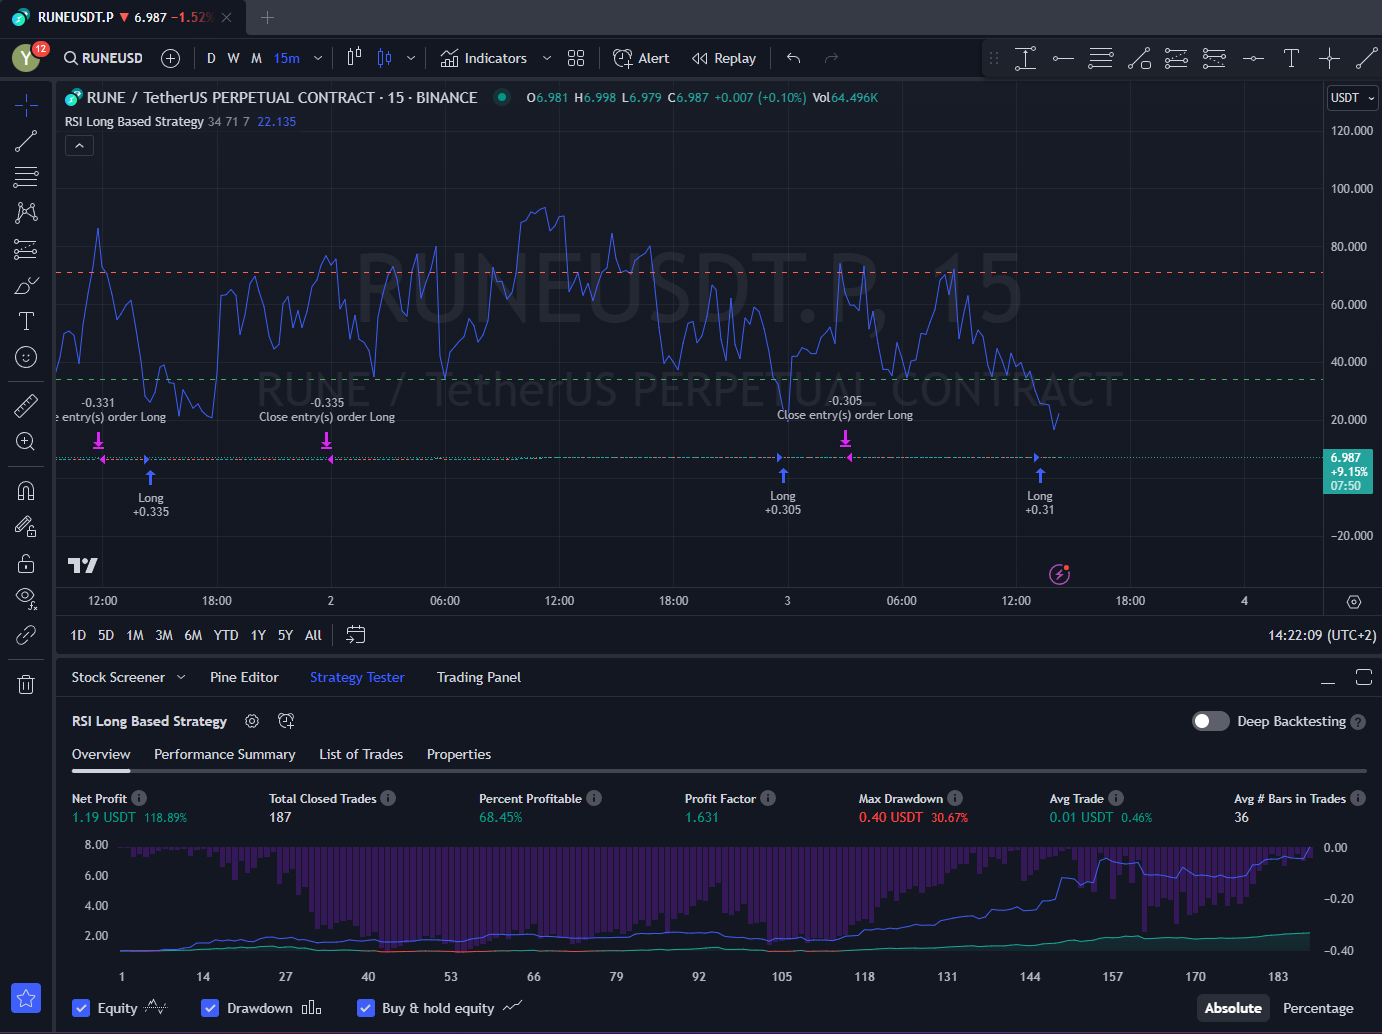 RUNEUSDT.P ▼ 6.987 −1.52%
Y 12 RUNEUSD D W M 15m Indicators Alert Replay
RUNE / TetherUS PERPETUAL CONTRACT · 15 · BINANCE O6.981 H6.998 L6.979 C6.987 +0.007 (+0.10%) Vol64.496K
USDT
RSI Long Based Strategy 34 71 7 22.135
120.000
100.000
80.000
60.000
40.000
20.000
−20.000
RUNEUSDT.P, 15
RUNE / TetherUS PERPETUAL CONTRACT
-0.331
e entry(s) order Long
-0.335
Close entry(s) order Long
-0.305
Close entry(s) order Long
6.987
+9.15%
07:50
Long
+0.335
Long
+0.305
Long
+0.31
12:00 18:00 2 06:00 12:00 18:00 3 06:00 12:00 18:00 4
1D 5D 1M 3M 6M YTD 1Y 5Y All
14:22:09 (UTC+2)
Stock Screener Pine Editor Strategy Tester Trading Panel
RSI Long Based Strategy
Deep Backtesting ?
Overview Performance Summary List of Trades Properties
Net Profit Total Closed Trades Percent Profitable Profit Factor Max Drawdown Avg Trade Avg # Bars in Trades
1.19 USDT 118.89% 187 68.45% 1.631 0.40 USDT 30.67% 0.01 USDT 0.46% 36
8.00
6.00
4.00
2.00
0.00
−0.20
−0.40
1 14 27 40 53 66 79 92 105 118 131 144 157 170 183
Equity Drawdown Buy & hold equity
Absolute Percentage